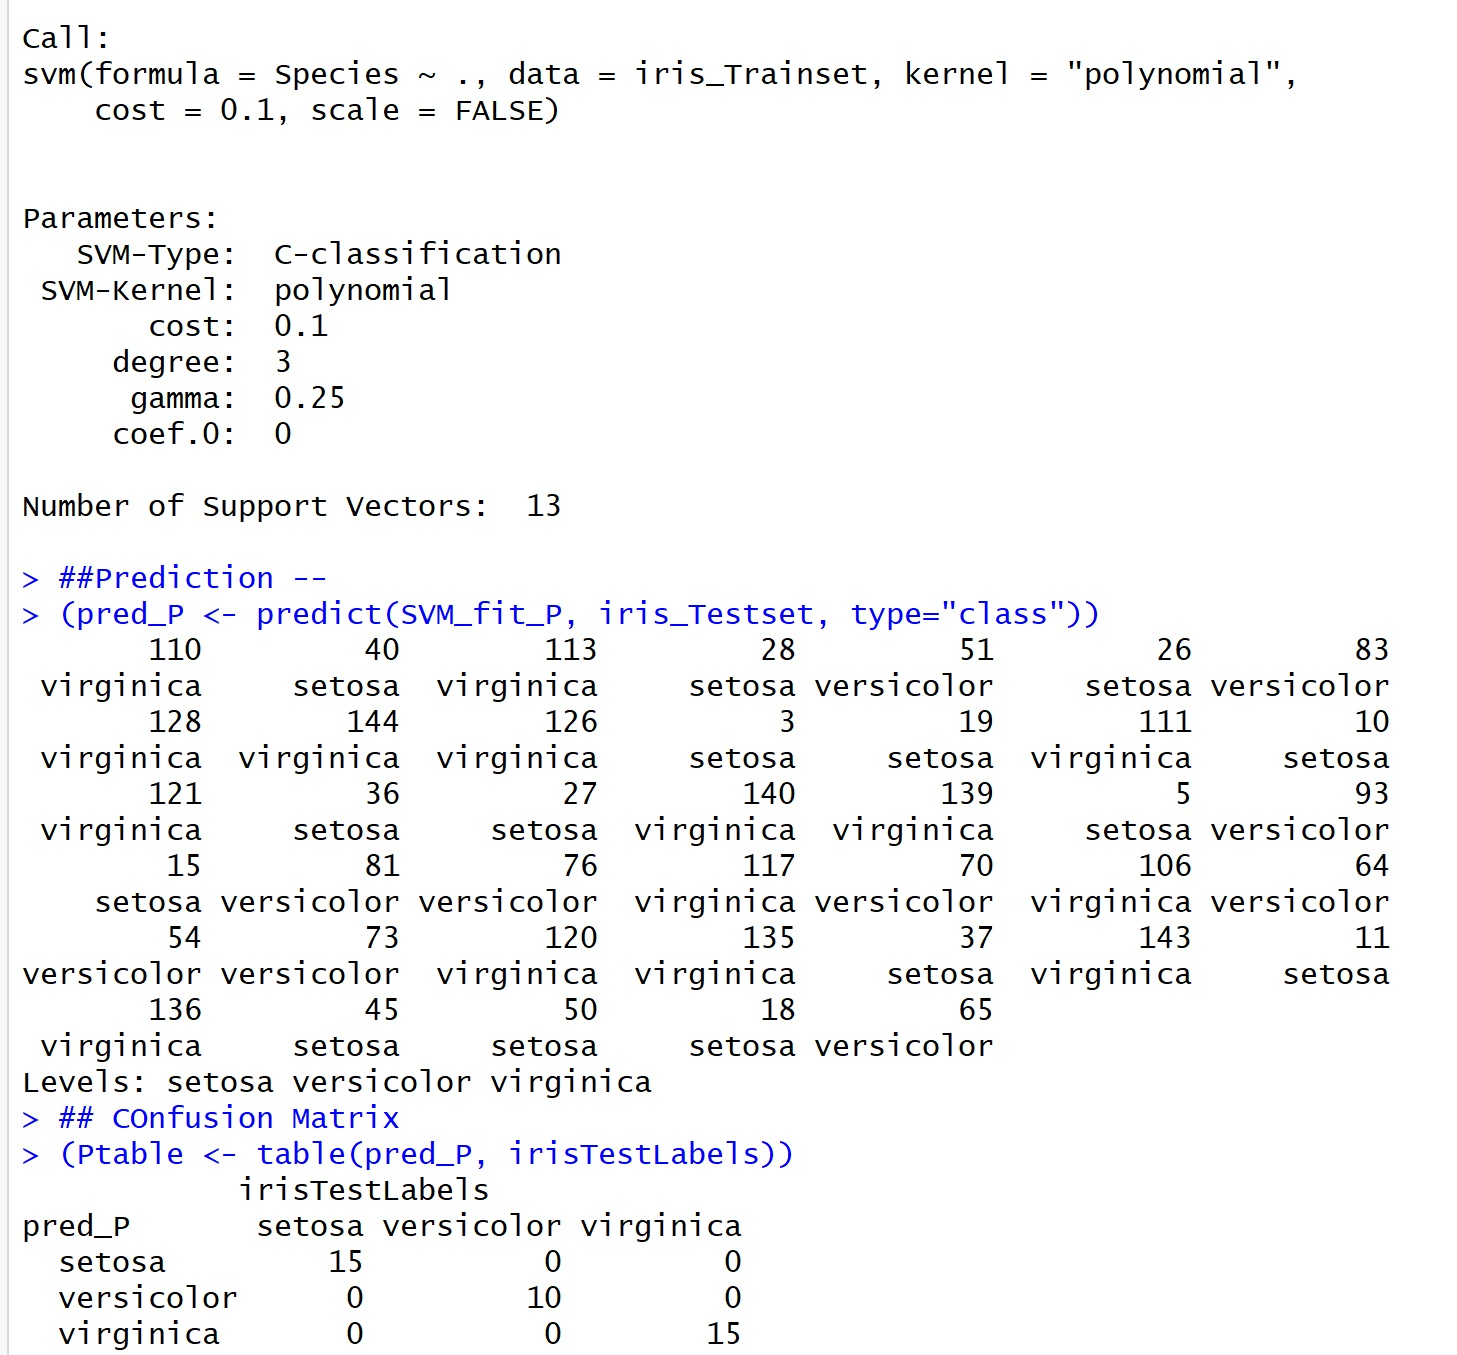 Call:
svm(formula = Species ~ ., data = iris_Trainset, kernel = "polynomial",
    cost = 0.1, scale = FALSE)
Parameters:
   SVM-Type:  C-classification
 SVM-Kernel:  polynomial
       cost:  0.1
     degree:  3
      gamma:  0.25
     coef.0:  0
Number of Support Vectors:  13
> ##Prediction --
> (pred_P <- predict(SVM_fit_P, iris_Testset, type="class"))
       110         40        113         28         51         26         83
 virginica     setosa  virginica     setosa versicolor     setosa versicolor
       128        144        126          3         19        111         10
 virginica  virginica  virginica     setosa     setosa  virginica     setosa
       121         36         27        140        139          5         93
 virginica     setosa     setosa  virginica  virginica     setosa versicolor
        15         81         76        117         70        106         64
    setosa versicolor versicolor  virginica versicolor  virginica versicolor
        54         73        120        135         37        143         11
versicolor versicolor  virginica  virginica     setosa  virginica     setosa
       136         45         50         18         65
 virginica     setosa     setosa     setosa versicolor
Levels: setosa versicolor virginica
> ## COnfusion Matrix
> (Ptable <- table(pred_P, irisTestLabels))
            irisTestLabels
pred_P       setosa versicolor virginica
  setosa         15          0         0
  versicolor      0         10         0
  virginica       0          0        15